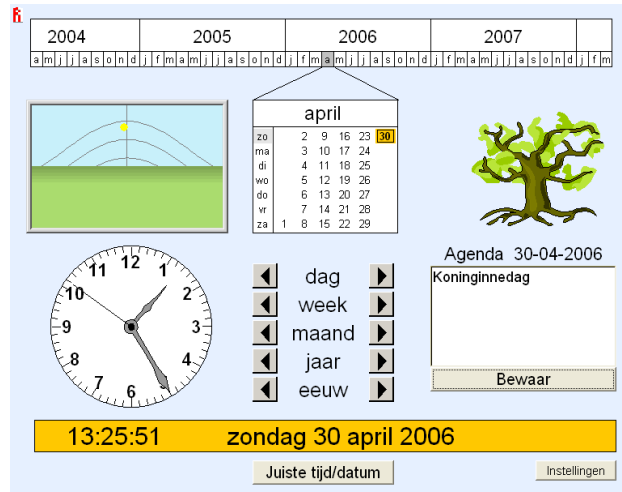 2004 2005 2006 2007
a m j j a s o n d j f m a m j j a s o n d j f m a m j j a s o n d j f m a m j j a s o n d j f m
april
zo 2 9 16 23 30
ma 3 10 17 24
di 4 11 18 25
wo 5 12 19 26
do 6 13 20 27
vr 7 14 21 28
za 1 8 15 22 29
12
11 1
10 2
9 3
8 4
7
6
dag
week
maand
jaar
eeuw
Agenda 30-04-2006
Koninginnedag
Bewaar
13:25:51 zondag 30 april 2006
Juiste tijd/datum
Instellingen